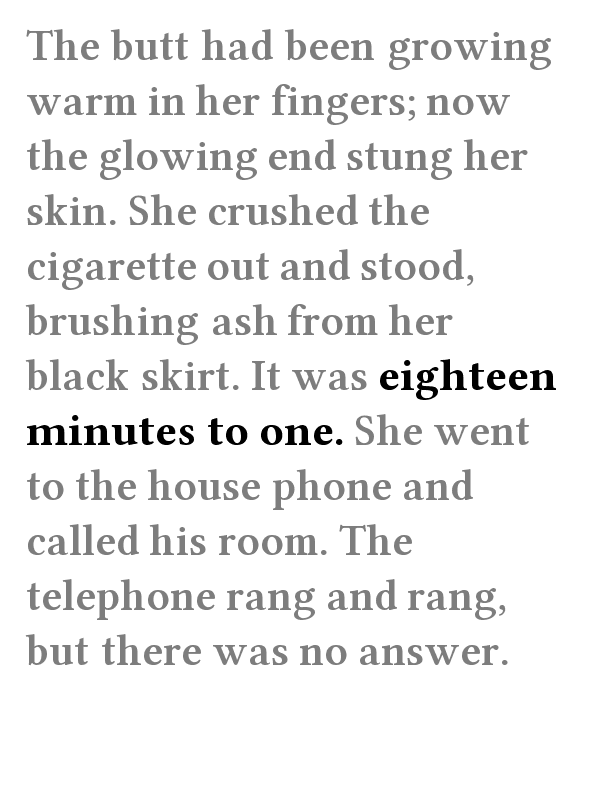 The butt had been growing
warm in her fingers; now
the glowing end stung her
skin. She crushed the
cigarette out and stood,
brushing ash from her
black skirt. It was eighteen
minutes to one. She went
to the house phone and
called his room. The
telephone rang and rang,
but there was no answer.